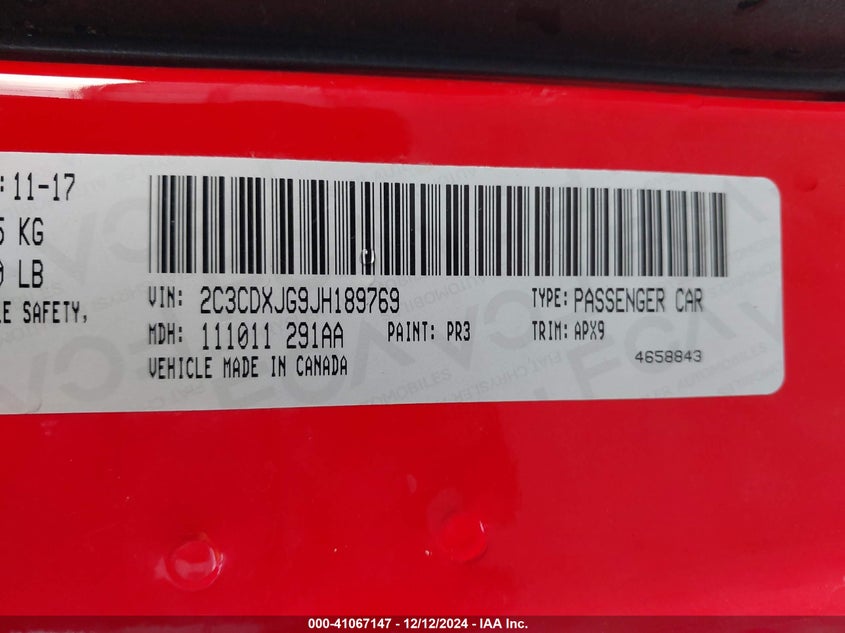 : 11-17
5 KG
0 LB
LE SAFETY,
VIN: 2C3CDXJG9JH189769 TYPE: PASSENGER CAR
MDH: 111011 291AA PAINT: PR3 TRIM: APX9
VEHICLE MADE IN CANADA 4658843
000-41067147 - 12/12/2024 - IAA Inc.